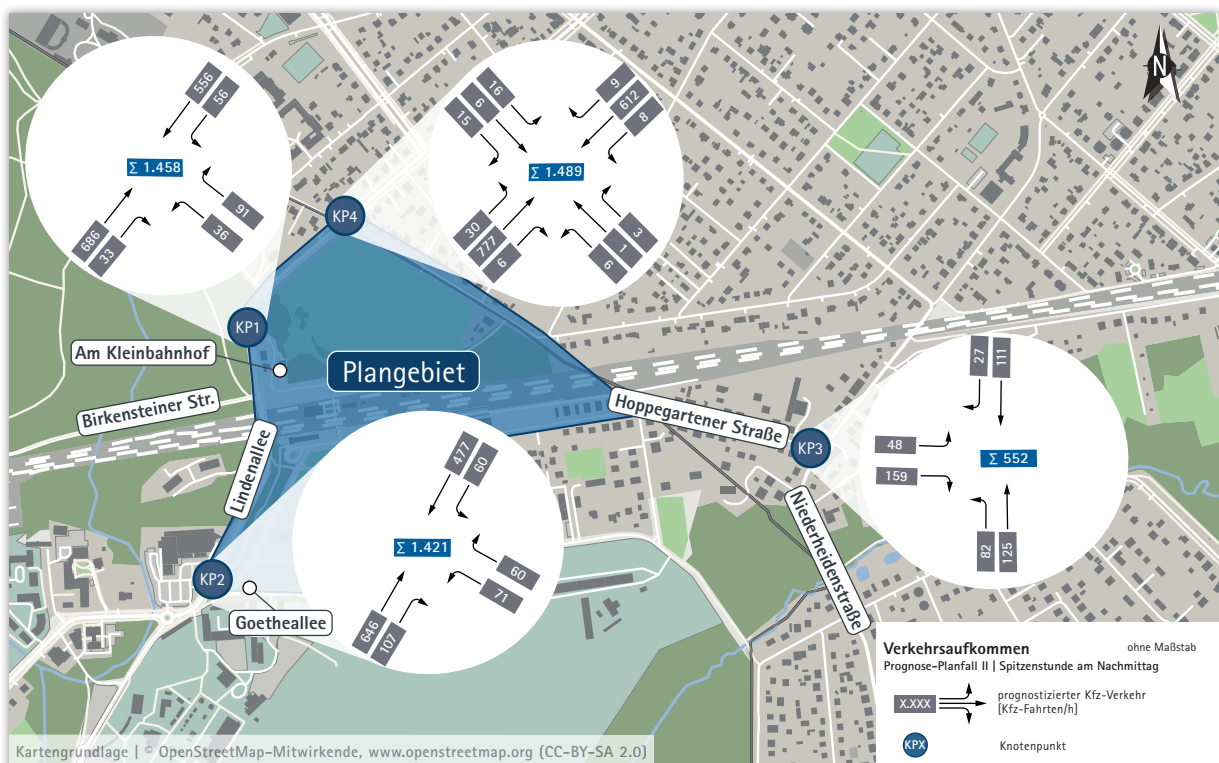 556
56
Σ 1.458
91
36
686
33
16
6
15
9
612
8
Σ 1.489
30
777
6
3
1
6
N
KP4
KP1
Am Kleinbahnhof
Plangebiet
Birkensteiner Str.
Lindenallee
Hoppegartener Straße
KP3
Niederheidenstraße
27
111
48
159
Σ 552
82
125
477
60
Σ 1.421
60
71
646
107
KP2
Goetheallee
Verkehrsaufkommen
ohne Maßstab
Prognose-Planfall II | Spitzenstunde am Nachmittag
X.XXX
prognostizierter Kfz-Verkehr
[Kfz-Fahrten/h]
KPX
Knotenpunkt
Kartengrundlage | © OpenStreetMap-Mitwirkende, www.openstreetmap.org (CC-BY-SA 2.0)